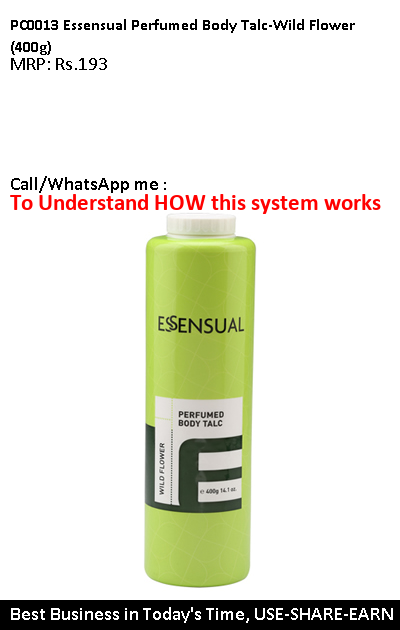 PC0013 Essensual Perfumed Body Talc-Wild Flower
(400g)
MRP: Rs.193
Call/WhatsApp me :
To Understand HOW this system works
ESSENSUAL
PERFUMED
BODY TALC
WILD FLOWER
e 400g 14.1 oz.
Best Business in Today's Time, USE-SHARE-EARN